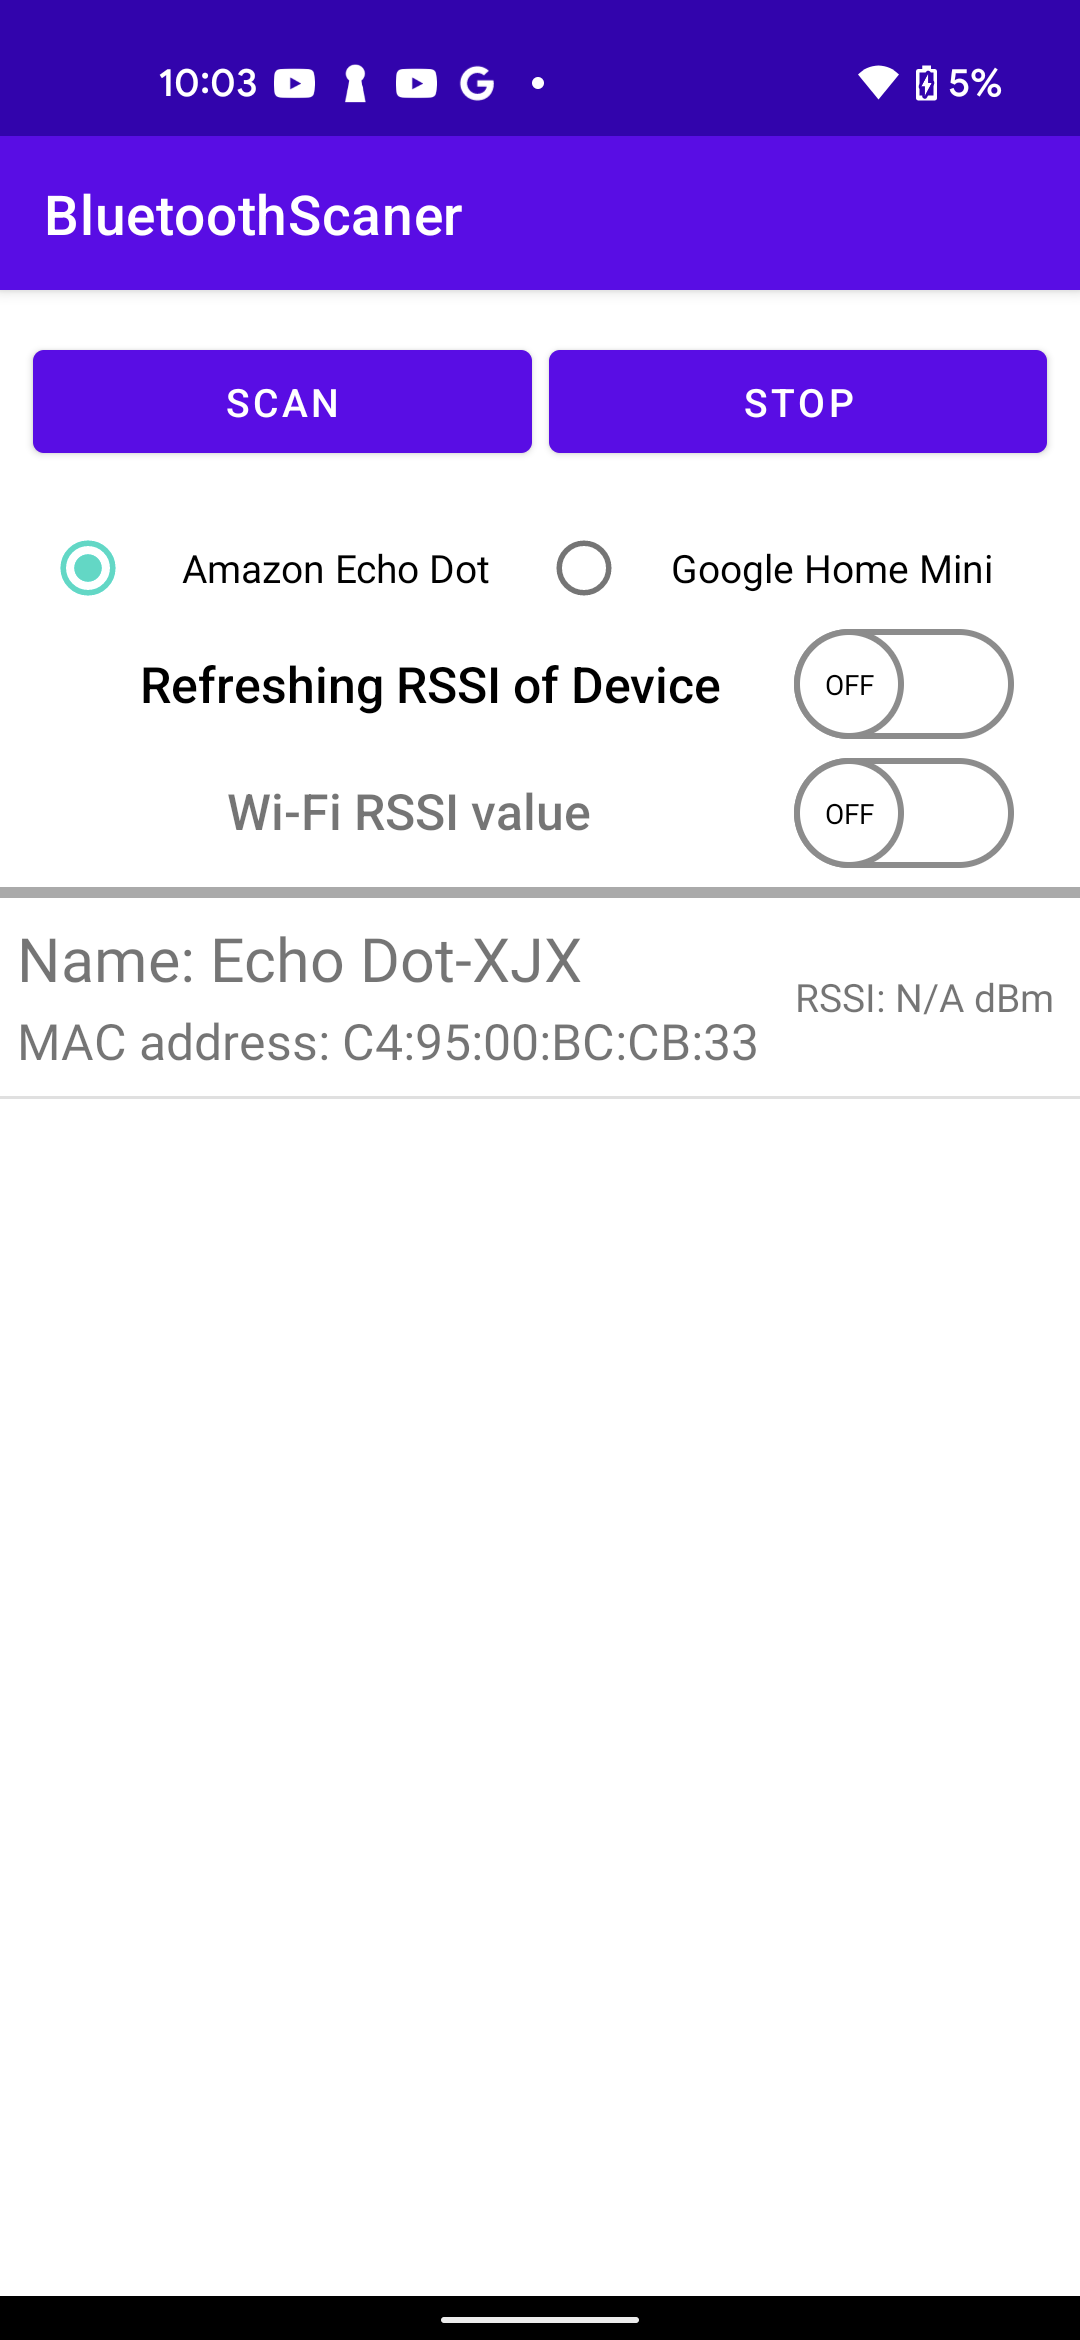 10:03 G 5%
BluetoothScaner
SCAN STOP
Amazon Echo Dot Google Home Mini
Refreshing RSSI of Device OFF
Wi-Fi RSSI value OFF
Name: Echo Dot-XJX
RSSI: N/A dBm
MAC address: C4:95:00:BC:CB:33